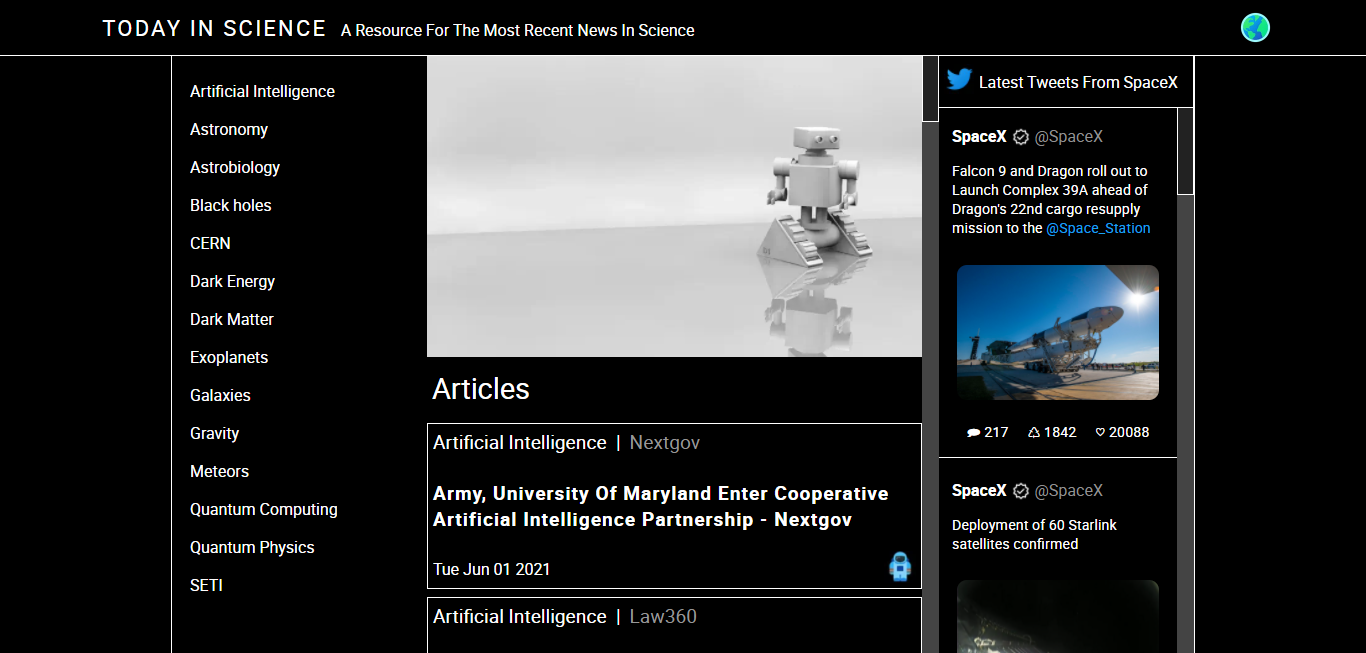 TODAY IN SCIENCE A Resource For The Most Recent News In Science
Artificial Intelligence
Astronomy
Astrobiology
Black holes
CERN
Dark Energy
Dark Matter
Exoplanets
Galaxies
Gravity
Meteors
Quantum Computing
Quantum Physics
SETI
Articles
Artificial Intelligence | Nextgov
Army, University Of Maryland Enter Cooperative
Artificial Intelligence Partnership - Nextgov
Tue Jun 01 2021
Artificial Intelligence | Law360
Latest Tweets From SpaceX
SpaceX @SpaceX
Falcon 9 and Dragon roll out to
Launch Complex 39A ahead of
Dragon's 22nd cargo resupply
mission to the @Space_Station
217 1842 20088
SpaceX @SpaceX
Deployment of 60 Starlink
satellites confirmed